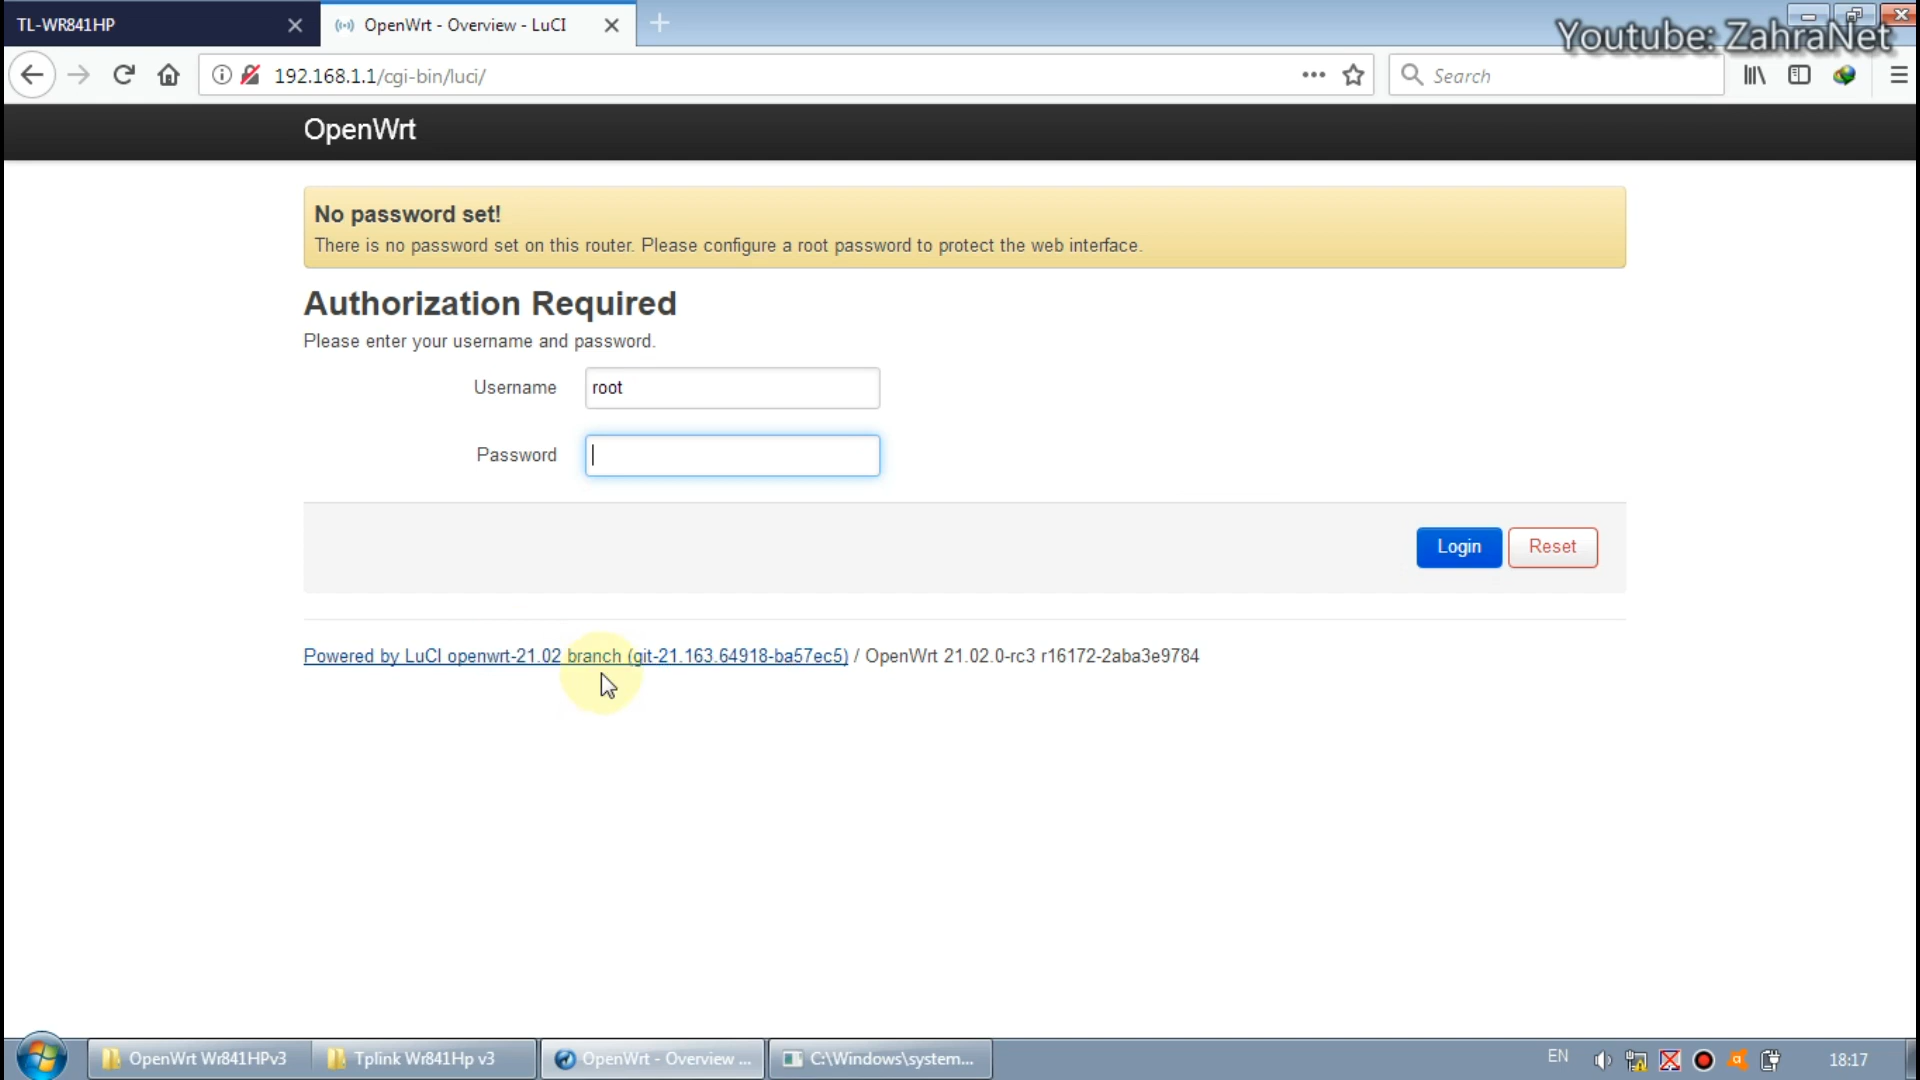 TL-WR841HP
OpenWrt - Overview - LuCI
Youtube: ZahraNet
192.168.1.1/cgi-bin/luci/
Search
OpenWrt
No password set!
There is no password set on this router. Please configure a root password to protect the web interface.
Authorization Required
Please enter your username and password.
Username
root
Password
Login
Reset
Powered by LuCI openwrt-21.02 branch (git-21.163.64918-ba57ec5) / OpenWrt 21.02.0-rc3 r16172-2aba3e9784
OpenWrt Wr841HPv3
Tplink Wr841Hp v3
OpenWrt - Overview ...
C:\Windows\system...
EN
18:17